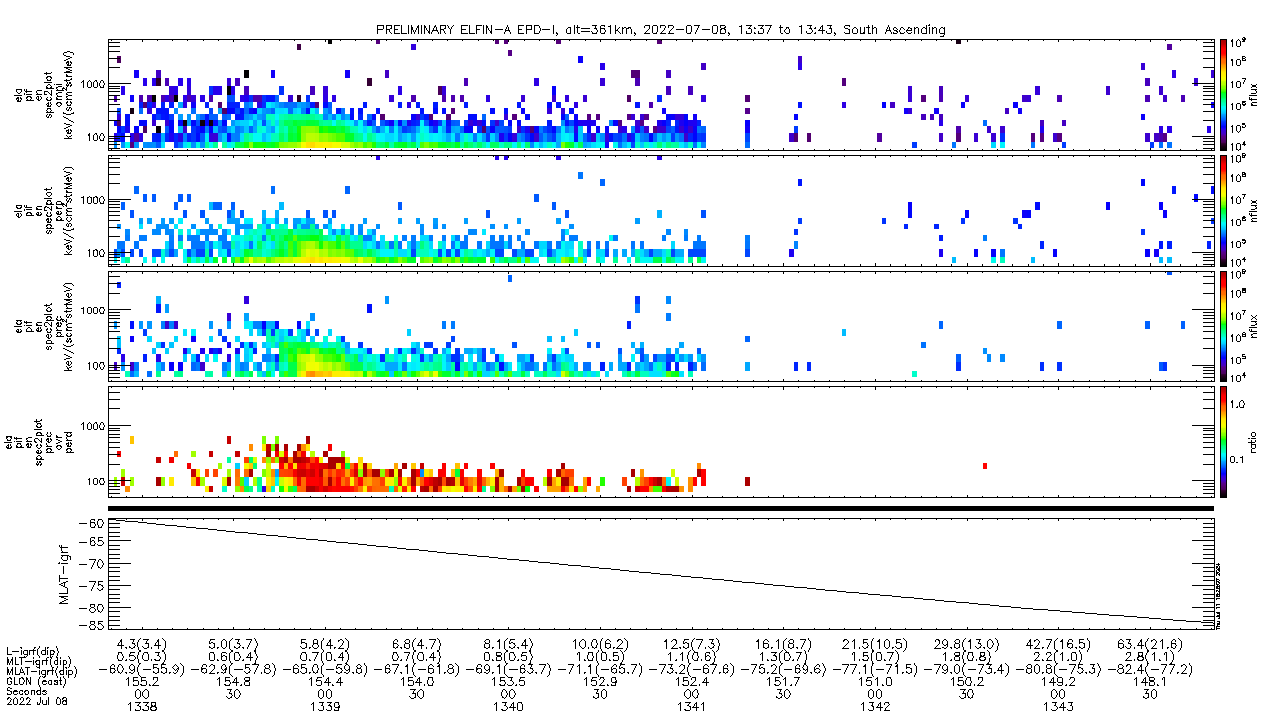 PRELIMINARY ELFIN-A EPD-I, alt=361km, 2022-07-08, 13:37 to 13:43, South Ascending
ela
pif
en
spec2plot
omni
keV/(scm²strMeV)
1000
100
10⁹
10⁸
10⁷
10⁶
10⁵
10⁴
nflux
ela
pif
en
spec2plot
perp
keV/(scm²strMeV)
1000
100
10⁹
10⁸
10⁷
10⁶
10⁵
10⁴
nflux
ela
pif
en
spec2plot
prec
keV/(scm²strMeV)
1000
100
10⁹
10⁸
10⁷
10⁶
10⁵
10⁴
nflux
ela
pif
en
spec2plot
prec
ovr
perd
1000
100
1.0
0.1
ratio
MLAT-igrf
-60
-65
-70
-75
-80
-85
L-igrf(dip) 4.3(3.4) 5.0(3.7) 5.8(4.2) 6.8(4.7) 8.1(5.4) 10.0(6.2) 12.5(7.3) 16.1(8.7) 21.5(10.5) 29.8(13.0) 42.7(16.5) 63.4(21.6)
MLT-igrf(dip) 0.5(0.3) 0.6(0.4) 0.7(0.4) 0.7(0.4) 0.8(0.5) 1.0(0.5) 1.1(0.6) 1.3(0.7) 1.5(0.7) 1.8(0.8) 2.2(1.0) 2.8(1.1)
MLAT-igrf(dip) -60.9(-55.9) -62.9(-57.8) -65.0(-59.8) -67.1(-61.8) -69.1(-63.7) -71.1(-65.7) -73.2(-67.6) -75.2(-69.6) -77.1(-71.5) -79.0(-73.4) -80.8(-75.3) -82.4(-77.2)
GLON (east) 155.2 154.8 154.4 154.0 153.5 152.9 152.4 151.7 151.0 150.2 149.2 148.1
Seconds 00 30 00 30 00 30 00 30 00 30 00 30
2022 Jul 08 1338 1339 1340 1341 1342 1343